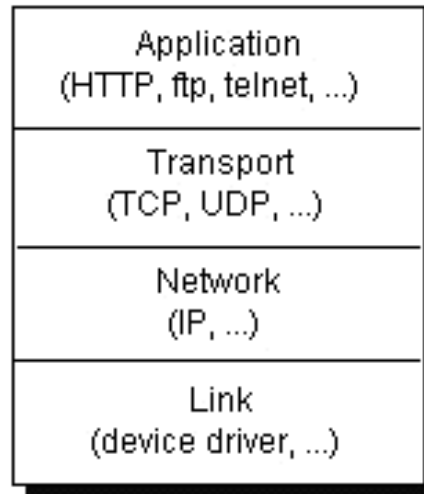 Application
(HTTP, ftp, telnet, ...)
Transport
(TCP, UDP, ...)
Network
(IP, ...)
Link
(device driver, ...)